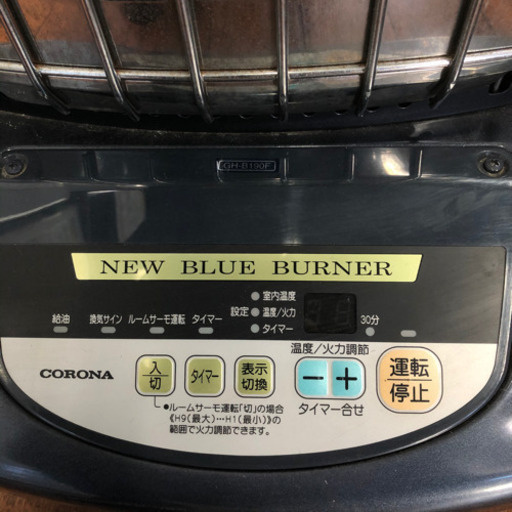 GH-B190F
NEW BLUE BURNER
室内温度
設定 温度/火力
タイマー
給油 換気サイン ルームサーモ運転 タイマー 30分
温度/火力調節
CORONA
入
切
タイマー
表示
切換
− +
運転
停止
タイマー合せ
●ルームサーモ運転「切」の場合
《H9(最大)…H1(最小)》の
範囲で火力調節できます。